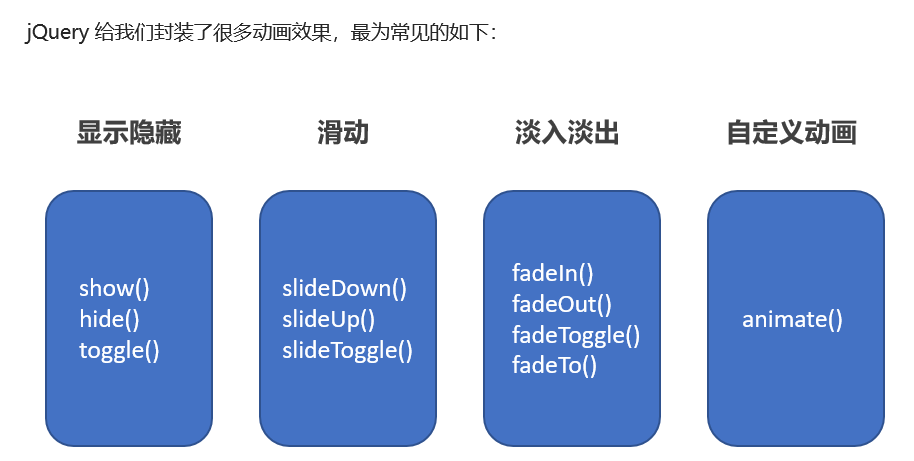 jQuery 给我们封装了很多动画效果，最为常见的如下：
显示隐藏
滑动
淡入淡出
自定义动画
show()
hide()
toggle()
slideDown()
slideUp()
slideToggle()
fadeIn()
fadeOut()
fadeToggle()
fadeTo()
animate()